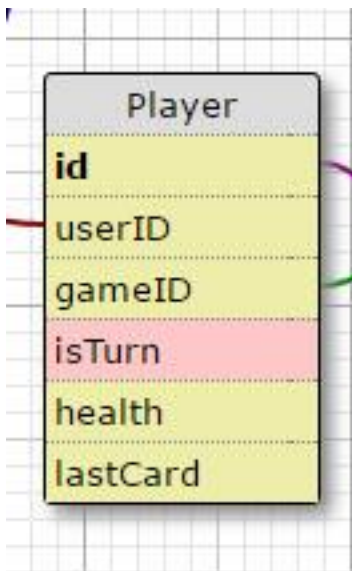 Player
id
userID
gameID
isTurn
health
lastCard